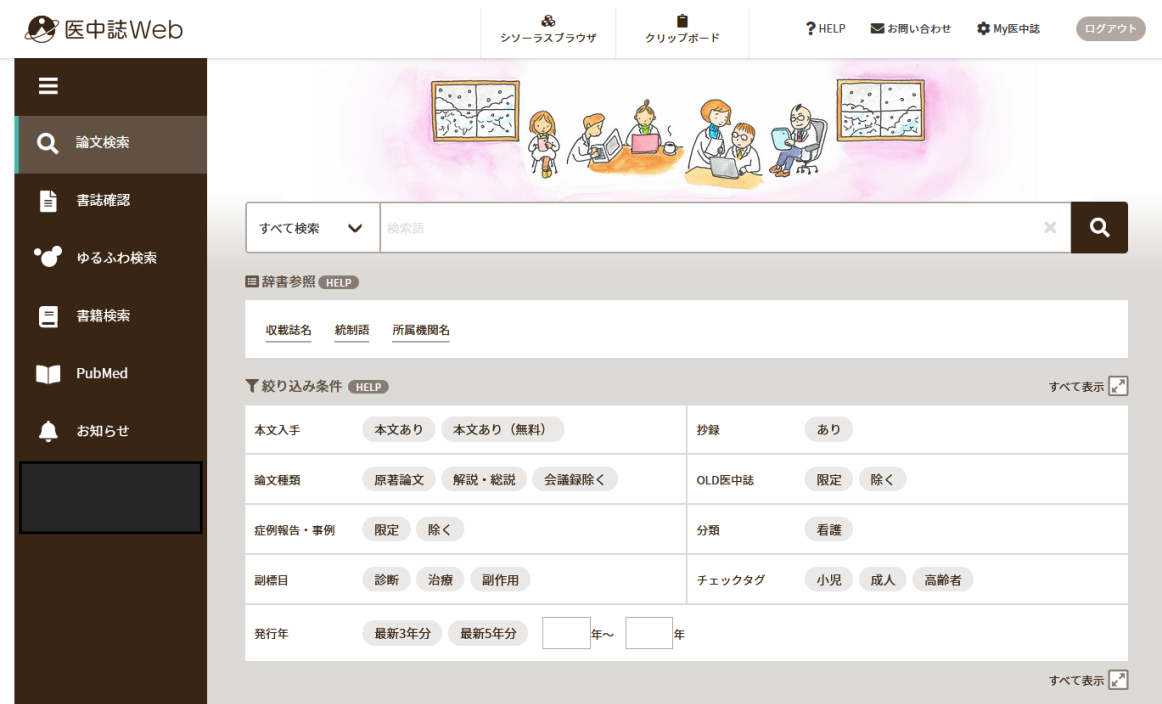 医中誌Web
シソーラスブラウザ
クリップボード
HELP
お問い合わせ
My医中誌
ログアウト
論文検索
書誌確認
ゆるふわ検索
書籍検索
PubMed
お知らせ
すべて検索
検索語
辞書参照 HELP
収載誌名 統制語 所属機関名
絞り込み条件 HELP
すべて表示
本文入手 本文あり 本文あり（無料）
抄録 あり
論文種類 原著論文 解説・総説 会議録除く
OLD医中誌 限定 除く
症例報告・事例 限定 除く
分類 看護
副標目 診断 治療 副作用
チェックタグ 小児 成人 高齢者
発行年 最新3年分 最新5年分 年～ 年
すべて表示